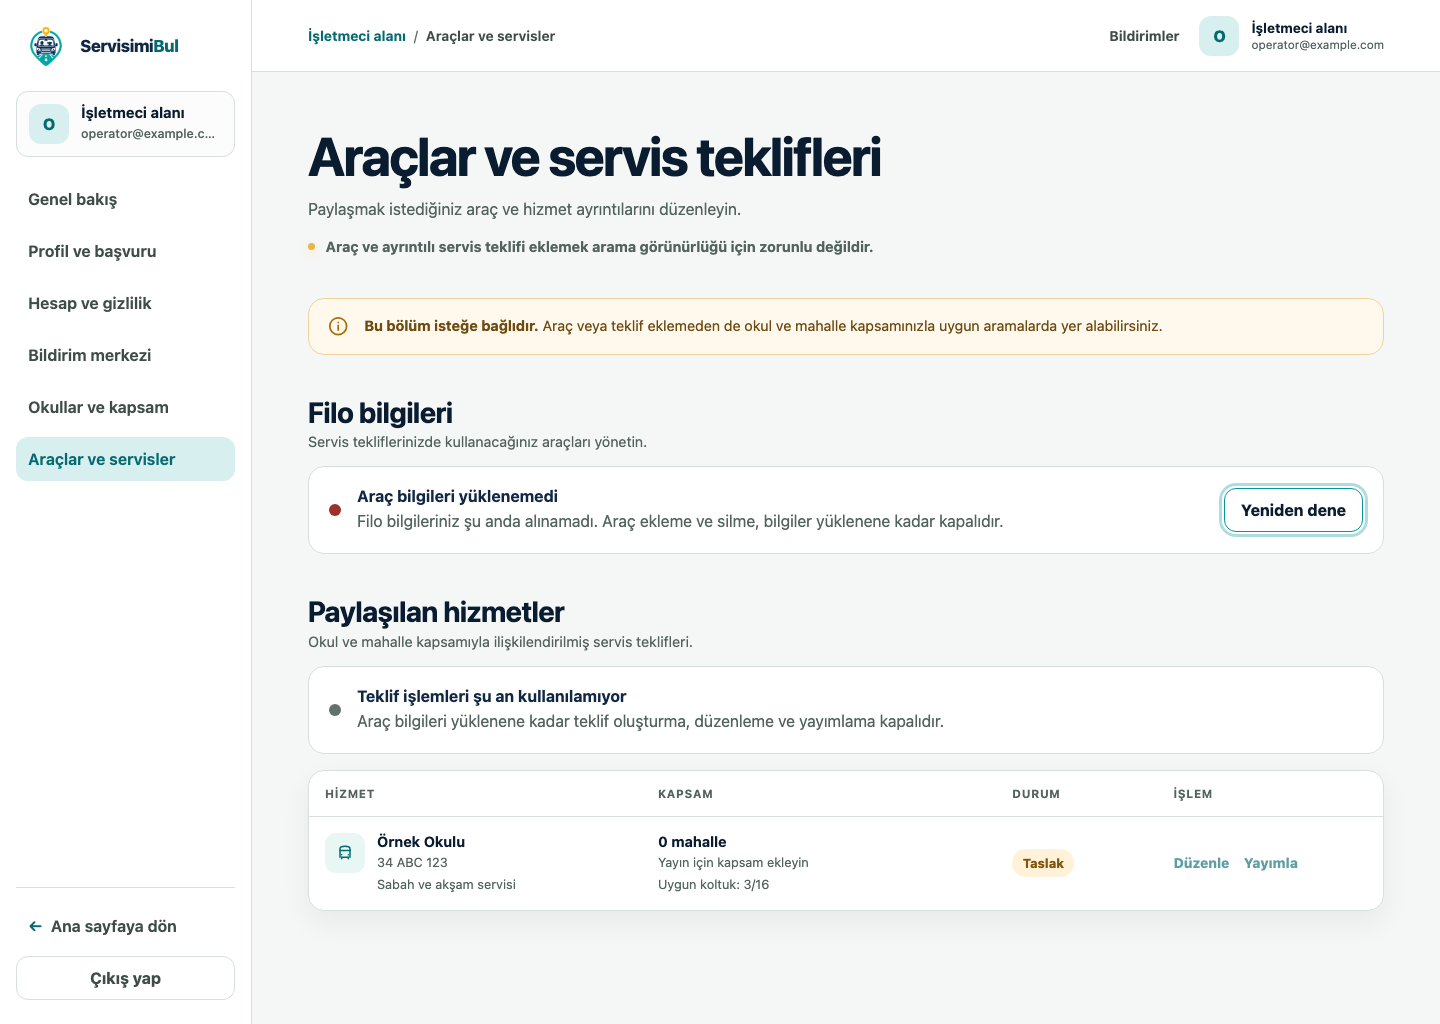 ServisimiBul
İşletmeci alanı / Araçlar ve servisler
Bildirimler
O
İşletmeci alanı
operator@example.com
O
İşletmeci alanı
operator@example.c...
Genel bakış
Profil ve başvuru
Hesap ve gizlilik
Bildirim merkezi
Okullar ve kapsam
Araçlar ve servisler
← Ana sayfaya dön
Çıkış yap
Araçlar ve servis teklifleri
Paylaşmak istediğiniz araç ve hizmet ayrıntılarını düzenleyin.
Araç ve ayrıntılı servis teklifi eklemek arama görünürlüğü için zorunlu değildir.
Bu bölüm isteğe bağlıdır. Araç veya teklif eklemeden de okul ve mahalle kapsamınızla uygun aramalarda yer alabilirsiniz.
Filo bilgileri
Servis tekliflerinizde kullanacağınız araçları yönetin.
Araç bilgileri yüklenemedi
Filo bilgileriniz şu anda alınamadı. Araç ekleme ve silme, bilgiler yüklenene kadar kapalıdır.
Yeniden dene
Paylaşılan hizmetler
Okul ve mahalle kapsamıyla ilişkilendirilmiş servis teklifleri.
Teklif işlemleri şu an kullanılamıyor
Araç bilgileri yüklenene kadar teklif oluşturma, düzenleme ve yayımlama kapalıdır.
HİZMET KAPSAM DURUM İŞLEM
Örnek Okulu
34 ABC 123
Sabah ve akşam servisi
0 mahalle
Yayın için kapsam ekleyin
Uygun koltuk: 3/16
Taslak
Düzenle Yayımla